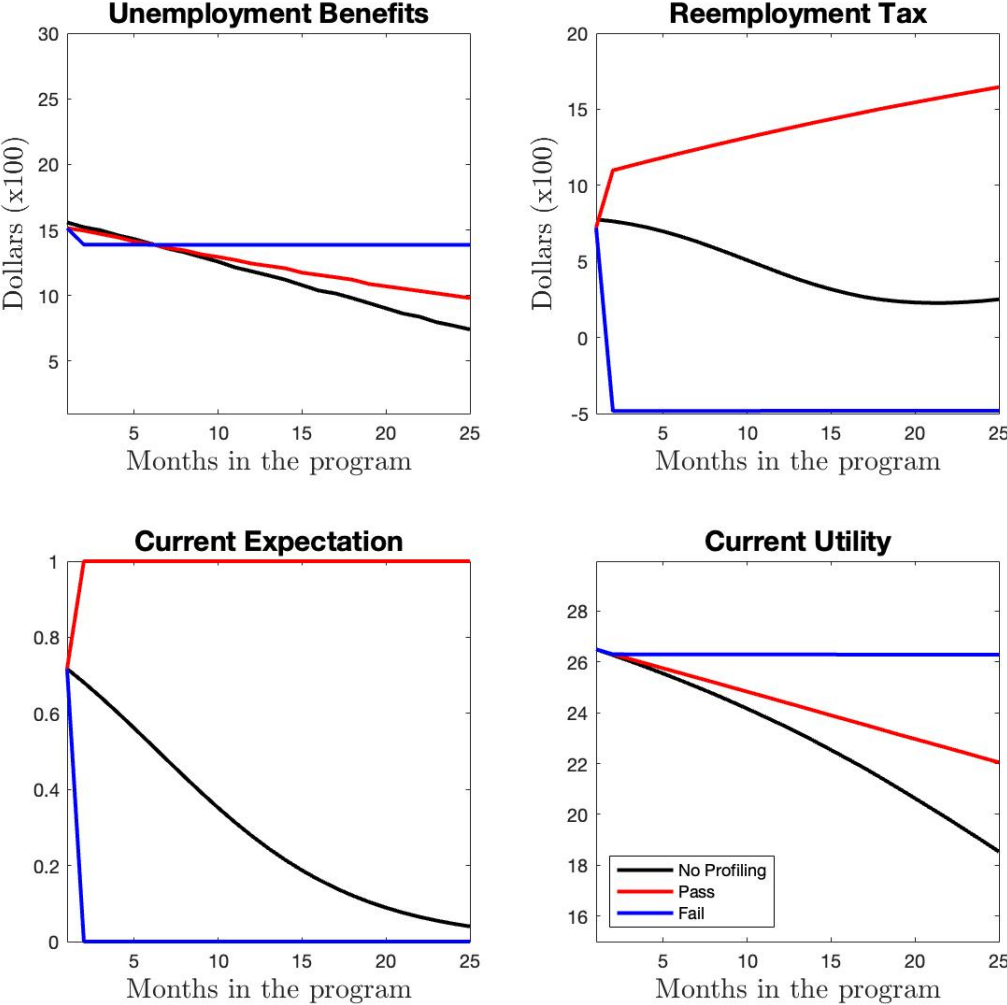 Unemployment Benefits
30
25
20
15
10
5
Dollars (x100)
5 10 15 20 25
Months in the program
Reemployment Tax
20
15
10
5
0
-5
Dollars (x100)
5 10 15 20 25
Months in the program
Current Expectation
1
0.8
0.6
0.4
0.2
0
5 10 15 20 25
Months in the program
Current Utility
28
26
24
22
20
18
16
No Profiling
Pass
Fail
5 10 15 20 25
Months in the program